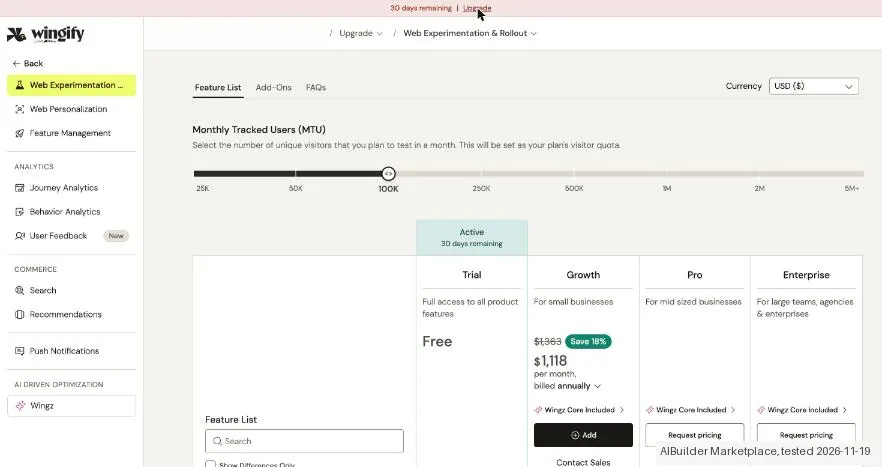 30 days remaining | Upgrade
wingify
/ Upgrade / Web Experimentation & Rollout
Back
Web Experimentation ...
Web Personalization
Feature Management
ANALYTICS
Journey Analytics
Behavior Analytics
User Feedback New
COMMERCE
Search
Recommendations
Push Notifications
AI DRIVEN OPTIMIZATION
Wingz
Feature List Add-Ons FAQs
Currency USD ($)
Monthly Tracked Users (MTU)
Select the number of unique visitors that you plan to test in a month. This will be set as your plan's visitor quota.
25K 50K 100K 250K 500K 1M 2M 5M+
Active
30 days remaining
Trial Growth Pro Enterprise
Full access to all product features
For small businesses
For mid sized businesses
For large teams, agencies & enterprises
Free
$1,363 Save 18%
$1,118
per month,
billed annually
Wingz Core Included
Wingz Core Included
Wingz Core Included
Add
Request pricing
Request pricing
Contact Sales
Feature List
Search
Show Differences Only
AIBuilder Marketplace, tested 2026-11-19